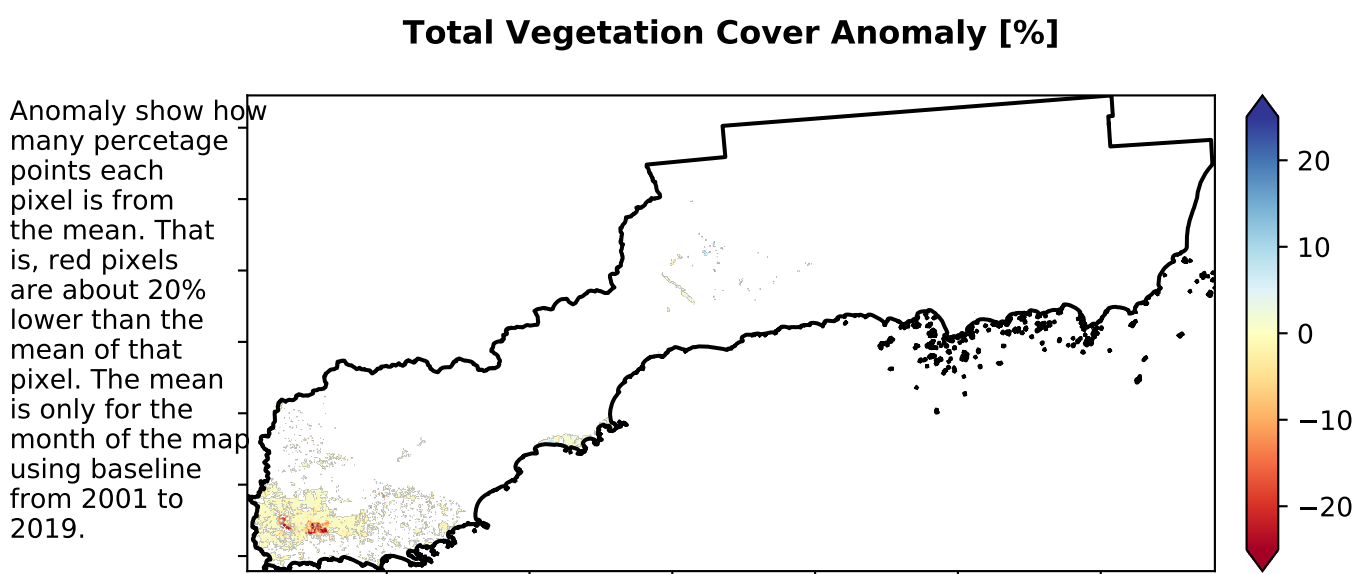 Total Vegetation Cover Anomaly [%]
Anomaly show how
many percetage
points each
pixel is from
the mean. That
is, red pixels
are about 20%
lower than the
mean of that
pixel. The mean
is only for the
month of the map
using baseline
from 2001 to
2019.
20
10
0
−10
−20